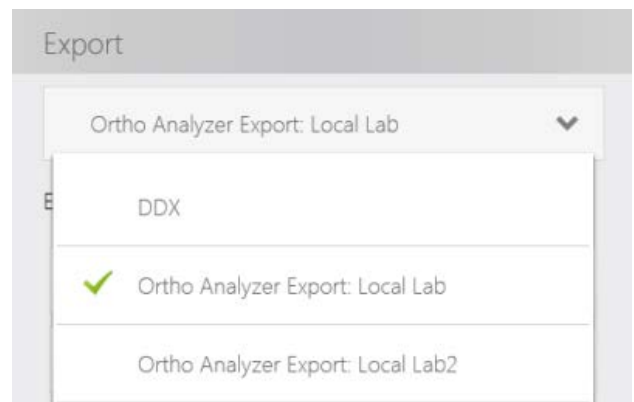 Export
Ortho Analyzer Export: Local Lab
DDX
Ortho Analyzer Export: Local Lab
Ortho Analyzer Export: Local Lab2